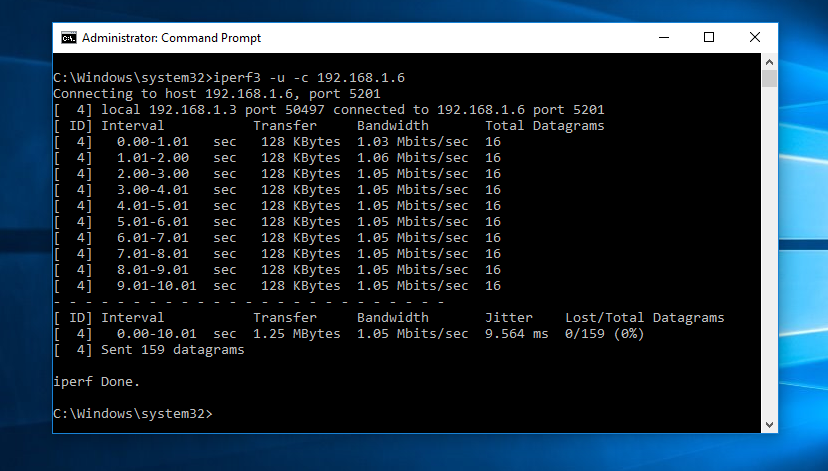 Administrator: Command Prompt
C:\Windows\system32>iperf3 -u -c 192.168.1.6
Connecting to host 192.168.1.6, port 5201
[  4] local 192.168.1.3 port 50497 connected to 192.168.1.6 port 5201
[ ID] Interval           Transfer     Bandwidth       Total Datagrams
[  4]   0.00-1.01   sec   128 KBytes  1.03 Mbits/sec  16
[  4]   1.01-2.00   sec   128 KBytes  1.06 Mbits/sec  16
[  4]   2.00-3.00   sec   128 KBytes  1.05 Mbits/sec  16
[  4]   3.00-4.01   sec   128 KBytes  1.05 Mbits/sec  16
[  4]   4.01-5.01   sec   128 KBytes  1.05 Mbits/sec  16
[  4]   5.01-6.01   sec   128 KBytes  1.05 Mbits/sec  16
[  4]   6.01-7.01   sec   128 KBytes  1.05 Mbits/sec  16
[  4]   7.01-8.01   sec   128 KBytes  1.05 Mbits/sec  16
[  4]   8.01-9.01   sec   128 KBytes  1.05 Mbits/sec  16
[  4]   9.01-10.01  sec   128 KBytes  1.05 Mbits/sec  16
- - - - - - - - - - - - - - - - - - - - - - - - -
[ ID] Interval           Transfer     Bandwidth       Jitter    Lost/Total Datagrams
[  4]   0.00-10.01  sec  1.25 MBytes  1.05 Mbits/sec  9.564 ms  0/159 (0%)
[  4] Sent 159 datagrams
iperf Done.
C:\Windows\system32>